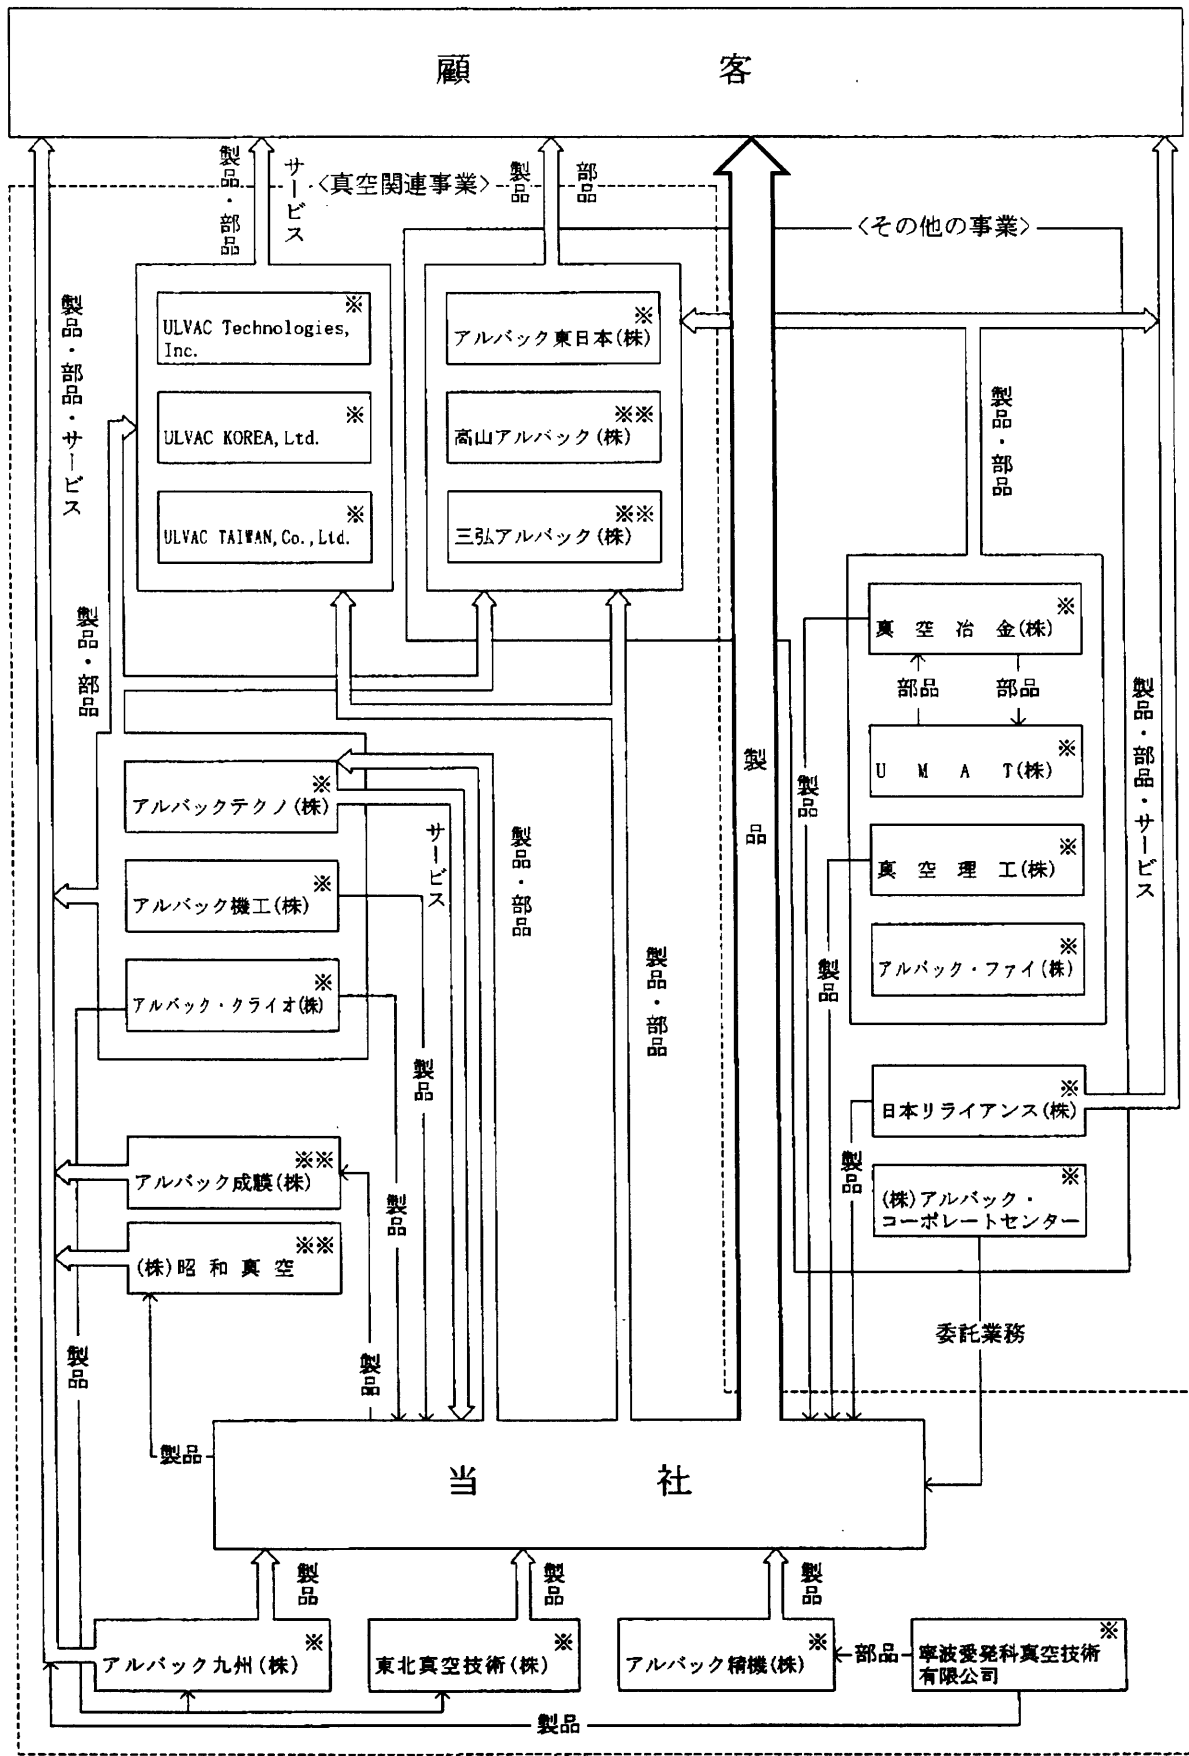 顧客
製品・部品
サービス
<真空関連事業>
製品
部品
<その他の事業>
製品・部品・サービス
※
ULVAC Technologies,
Inc.
※
ULVAC KOREA,Ltd.
※
ULVAC TAIWAN,Co.,Ltd.
※
アルバック東日本(株)
※※
高山アルバック(株)
※※
三弘アルバック(株)
製品・部品
※
真空冶金(株)
部品
部品
※
UMAT(株)
※
真空理工(株)
※
アルバック・ファイ(株)
製品・部品・サービス
製品・部品
※
アルバックテクノ(株)
※
アルバック機工(株)
※
アルバック・クライオ(株)
サービス
製品・部品
製品・部品
製品
製品
製品
製品
製品
製品
※
日本リライアンス(株)
※
(株)アルバック・
コーポレートセンター
委託業務
※※
アルバック成膜(株)
※※
(株)昭和真空
製品
製品
製品
当社
製品
製品
製品
※
アルバック九州(株)
※
東北真空技術(株)
※
アルバック精機(株)
部品
※
寧波愛発科真空技術
有限公司
製品